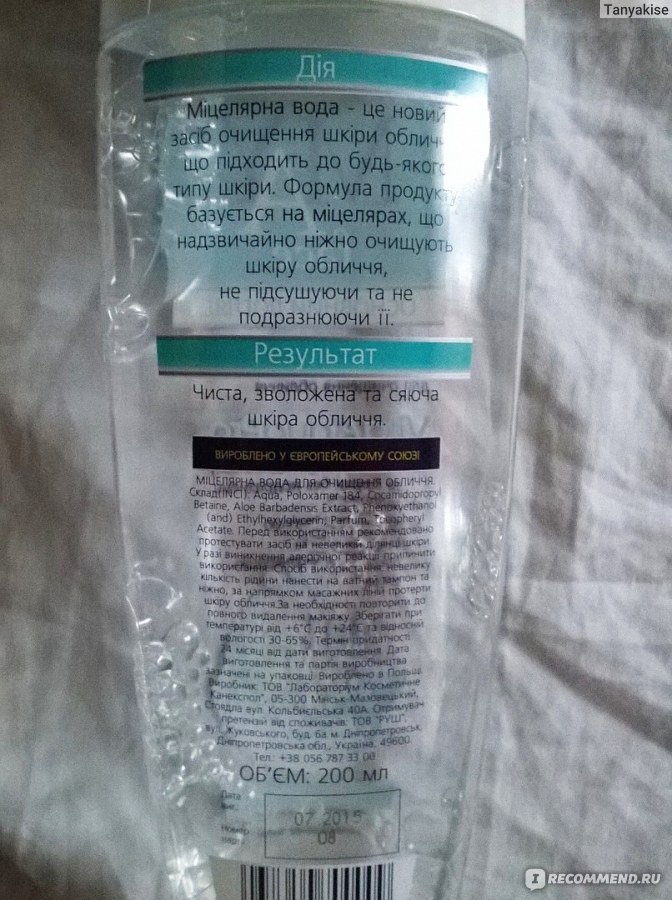 Tanyakise
Дія
Міцелярна вода - це новий
засіб очищення шкіри обличч
що підходить до будь-якого
типу шкіри. Формула продукту
базується на міцелярах, що
надзвичайно ніжно очищують
шкіру обличчя,
не підсушуючи та не
подразнюючи її.
Результат
Чиста, зволожена та сяюча
шкіра обличчя.
ВИРОБЛЕНО У ЄВРОПЕЙСЬКОМУ СОЮЗІ
МІЦЕЛЯРНА ВОДА ДЛЯ ОЧИЩЕННЯ ОБЛИЧЧЯ.
Склад(INCI): Aqua, Poloxamer 184, Cocamidopropyl
Betaine, Aloe Barbadensis Extract, Phenoxyethanol
(and) Ethylhexylglycerin, Parfum, Tocopheryl
Acetate. Перед використанням рекомендовано
протестувати засіб на невеликій ділянці шкіри.
У разі виникнення алергічної реакції припинити
використання. Спосіб використання: невелику
кількість рідини нанести на ватний тампон та
ніжно, за напрямком масажних ліній протерти
шкіру обличчя.За необхідності повторити до
повного видалення макіяжу. Зберігати при
температурі від +6°С до +24°С та відносній
вологості 30-65%. Термін придатності
24 місяці від дати виготовлення. Дата
виготовлення та партія виробництва
зазначені на упаковці. Вироблено в Польщі.
Виробник: ТОВ "Лабораторіум Косметичне
Канекспол", 05-300 Мінськ-Мазовецький,
Стоядла вул. Кольбієльська 40А. Отримувач
претензій від споживачів: ТОВ "РУШ",
вул. Жуковського, буд. 6а м. Дніпропетровськ,
Дніпропетровська обл., Україна, 49600.
Тел.: +38 056 787 33 00
ОБ'ЄМ: 200 мл
Дата
виг.
07 2015
Номер
партії
08
IRECOMMEND.RU